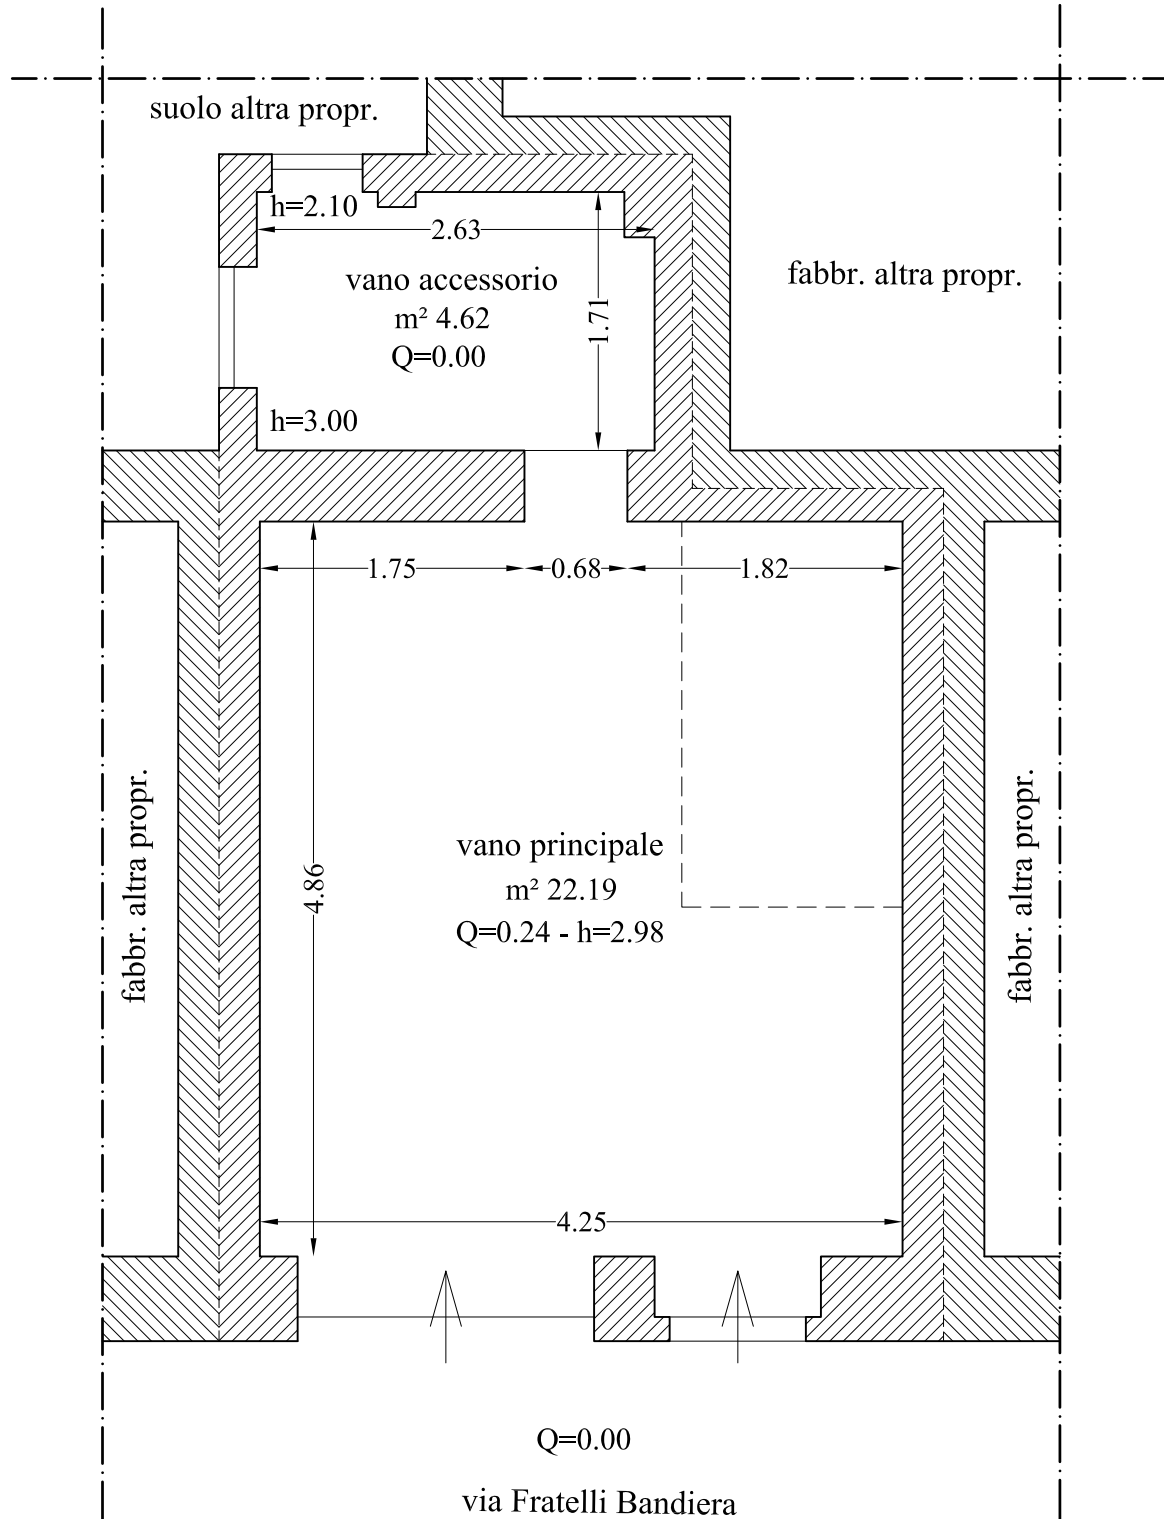 suolo altra propr.
h=2.10
2.63
fabbr. altra propr.
vano accessorio
m² 4.62
Q=0.00
1.71
h=3.00
1.75
0.68
1.82
4.86
vano principale
m² 22.19
Q=0.24 - h=2.98
fabbr. altra propr.
fabbr. altra propr.
4.25
Q=0.00
via Fratelli Bandiera